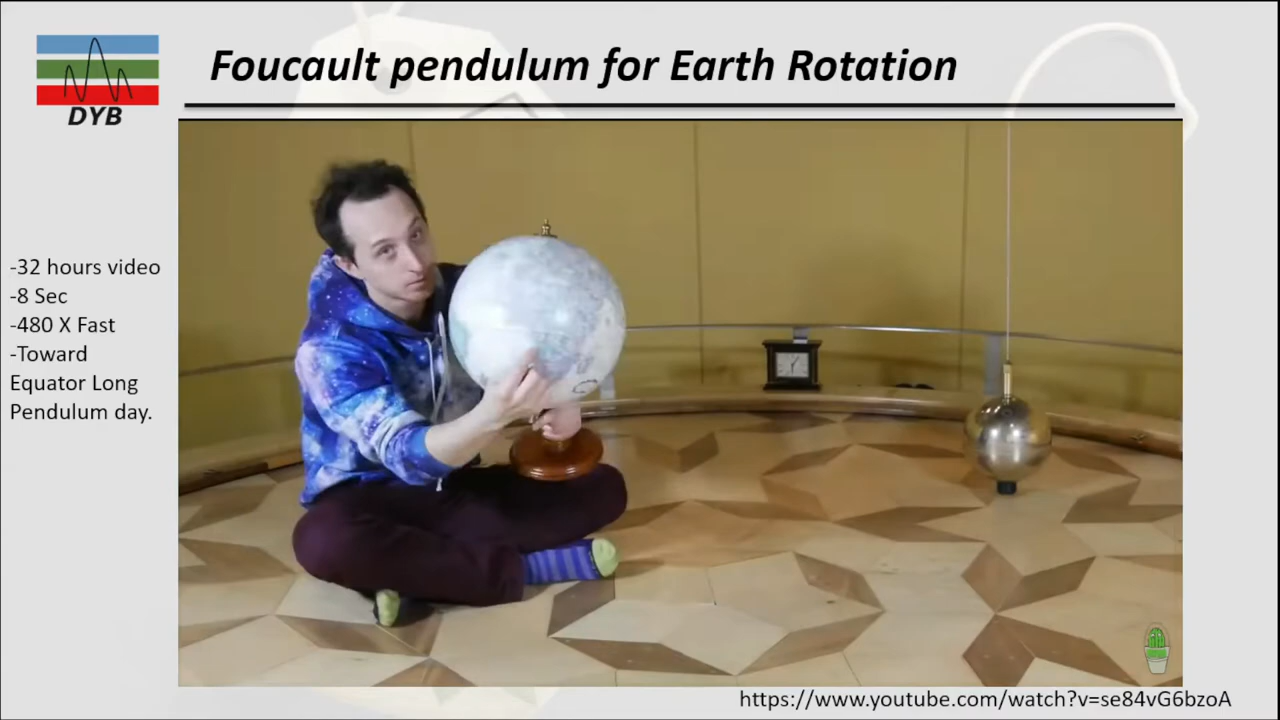 Foucault pendulum for Earth Rotation
DYB
-32 hours video
-8 Sec
-480 X Fast
-Toward
Equator Long
Pendulum day.
https://www.youtube.com/watch?v=se84vG6bzoA